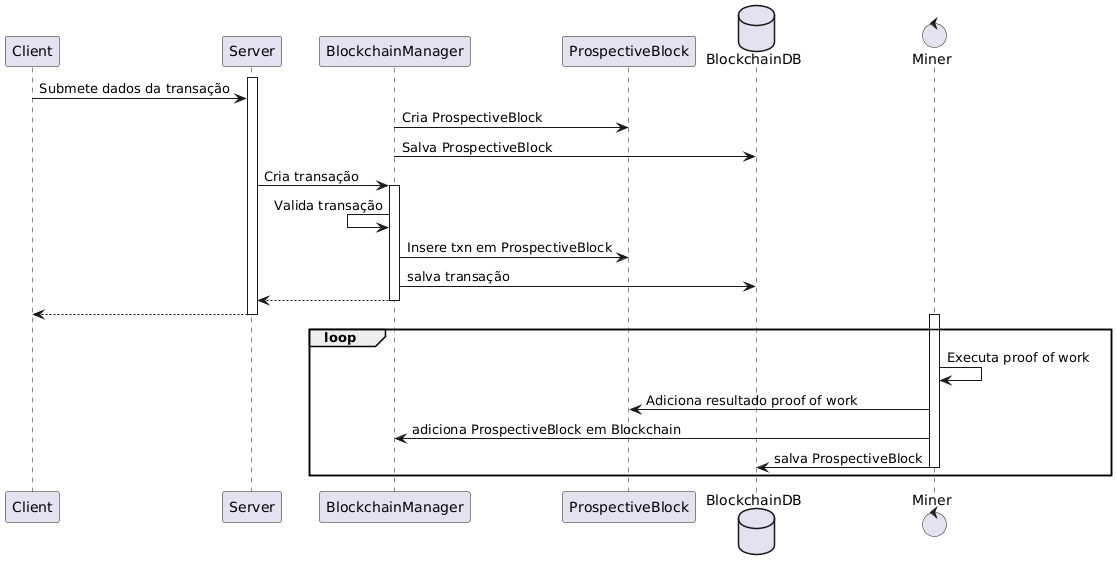 Client
Server
BlockchainManager
ProspectiveBlock
BlockchainDB
Miner
Submete dados da transação
Cria ProspectiveBlock
Salva ProspectiveBlock
Cria transação
Valida transação
Insere txn em ProspectiveBlock
salva transação
loop
Executa proof of work
Adiciona resultado proof of work
adiciona ProspectiveBlock em Blockchain
salva ProspectiveBlock
Client
Server
BlockchainManager
ProspectiveBlock
BlockchainDB
Miner